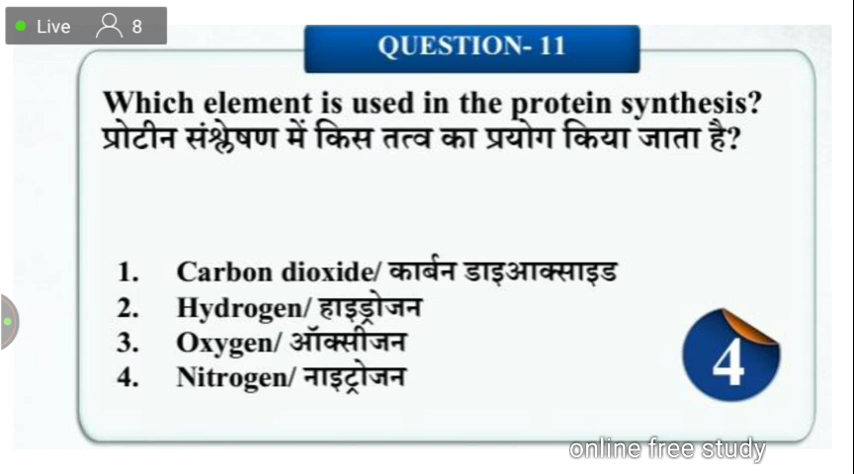 Live 8
QUESTION- 11
Which element is used in the protein synthesis?
प्रोटीन संश्लेषण में किस तत्व का प्रयोग किया जाता है?
1. Carbon dioxide/ कार्बन डाइआक्साइड
2. Hydrogen/ हाइड्रोजन
3. Oxygen/ ऑक्सीजन
4. Nitrogen/ नाइट्रोजन
4
online free study